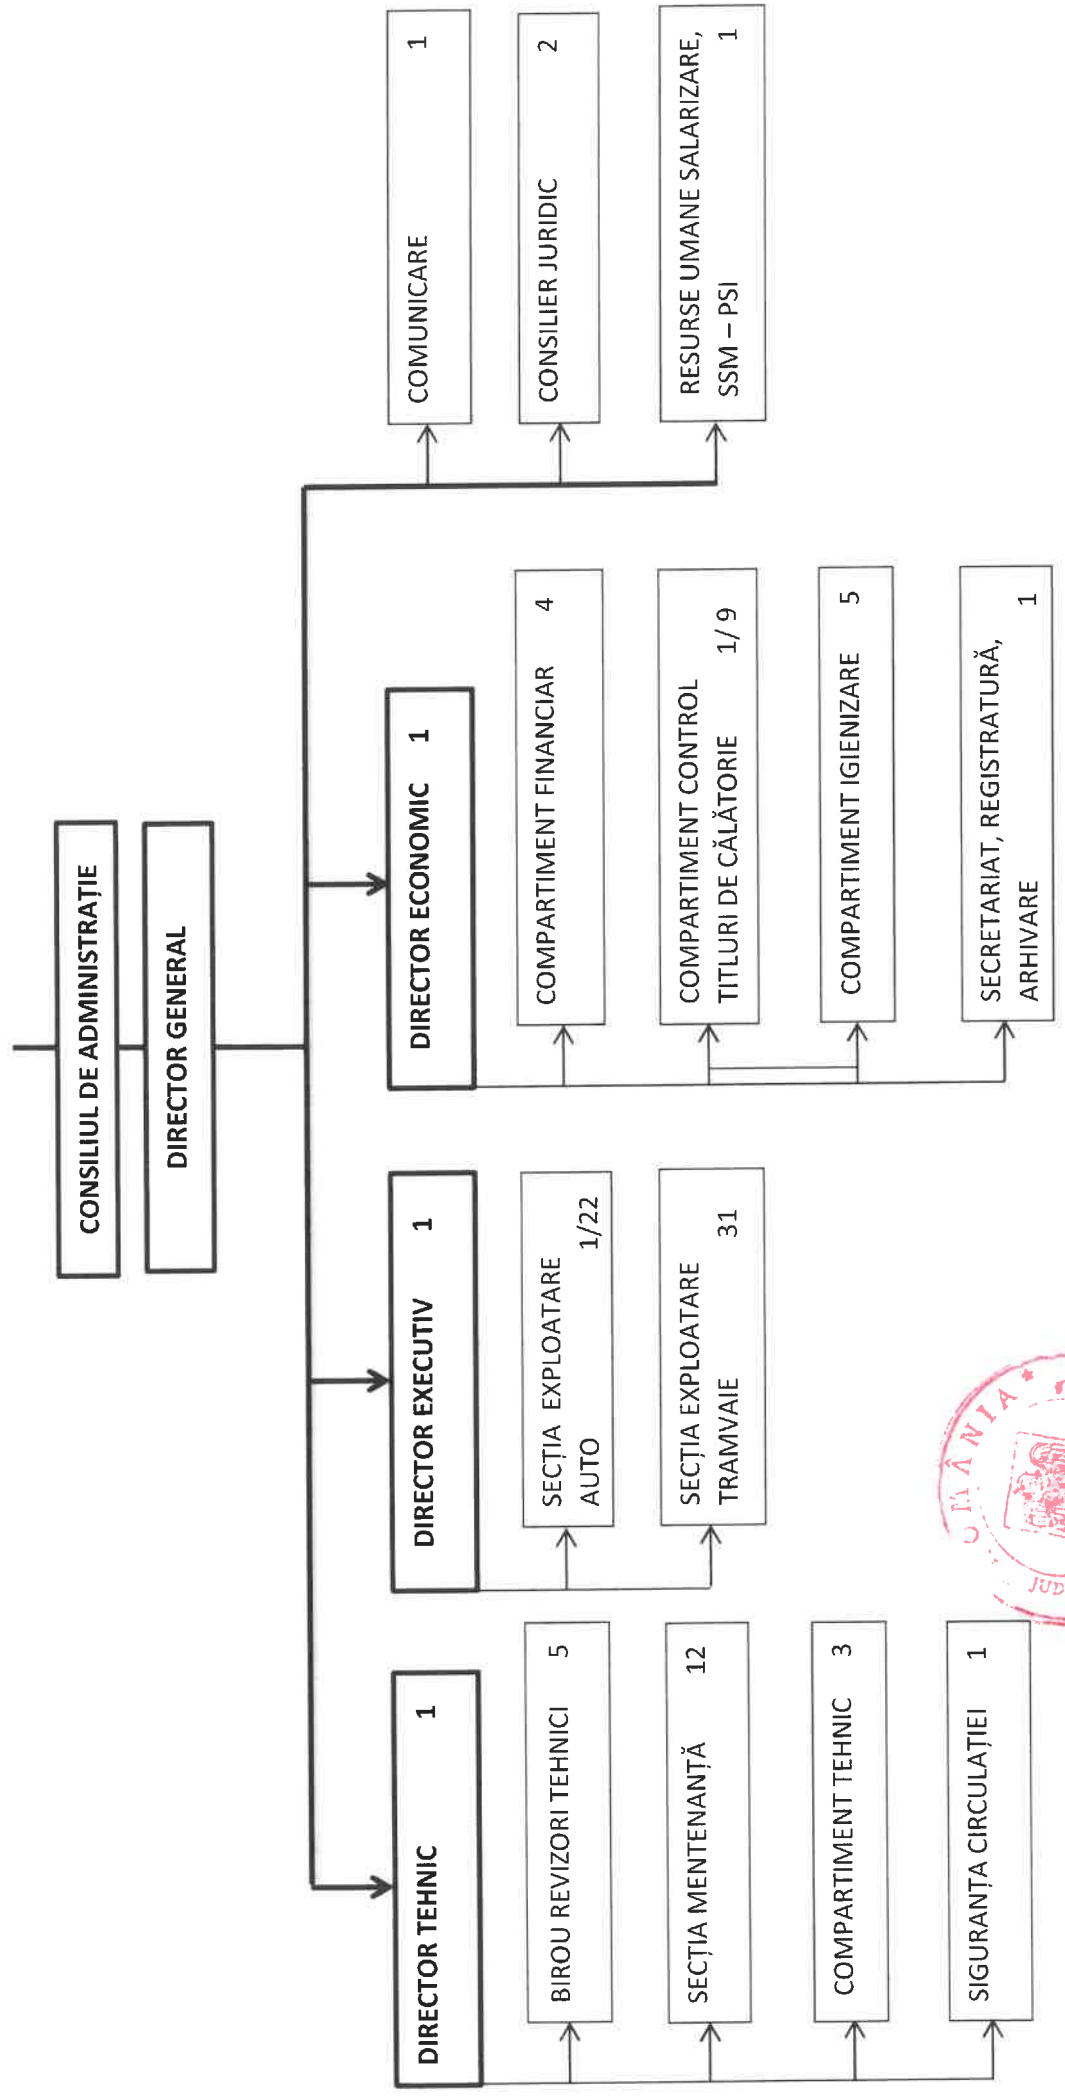 CONSILIUL DE ADMINISTRAȚIE
DIRECTOR GENERAL
DIRECTOR TEHNIC 1
BIROU REVIZORI TEHNICI 5
SECȚIA MENTENANȚĂ 12
COMPARTIMENT TEHNIC 3
SIGURANȚA CIRCULAȚIEI 1
DIRECTOR EXECUTIV 1
SECȚIA EXPLOATARE
AUTO 1/22
SECȚIA EXPLOATARE
TRAMVAIE 31
DIRECTOR ECONOMIC 1
COMPARTIMENT FINANCIAR 4
COMPARTIMENT CONTROL
TITLURI DE CĂLĂTORIE 1/ 9
COMPARTIMENT IGIENIZARE 5
SECRETARIAT, REGISTRATURĂ,
ARHIVARE 1
COMUNICARE 1
CONSILIER JURIDIC 2
RESURSE UMANE SALARIZARE,
SSM – PSI 1